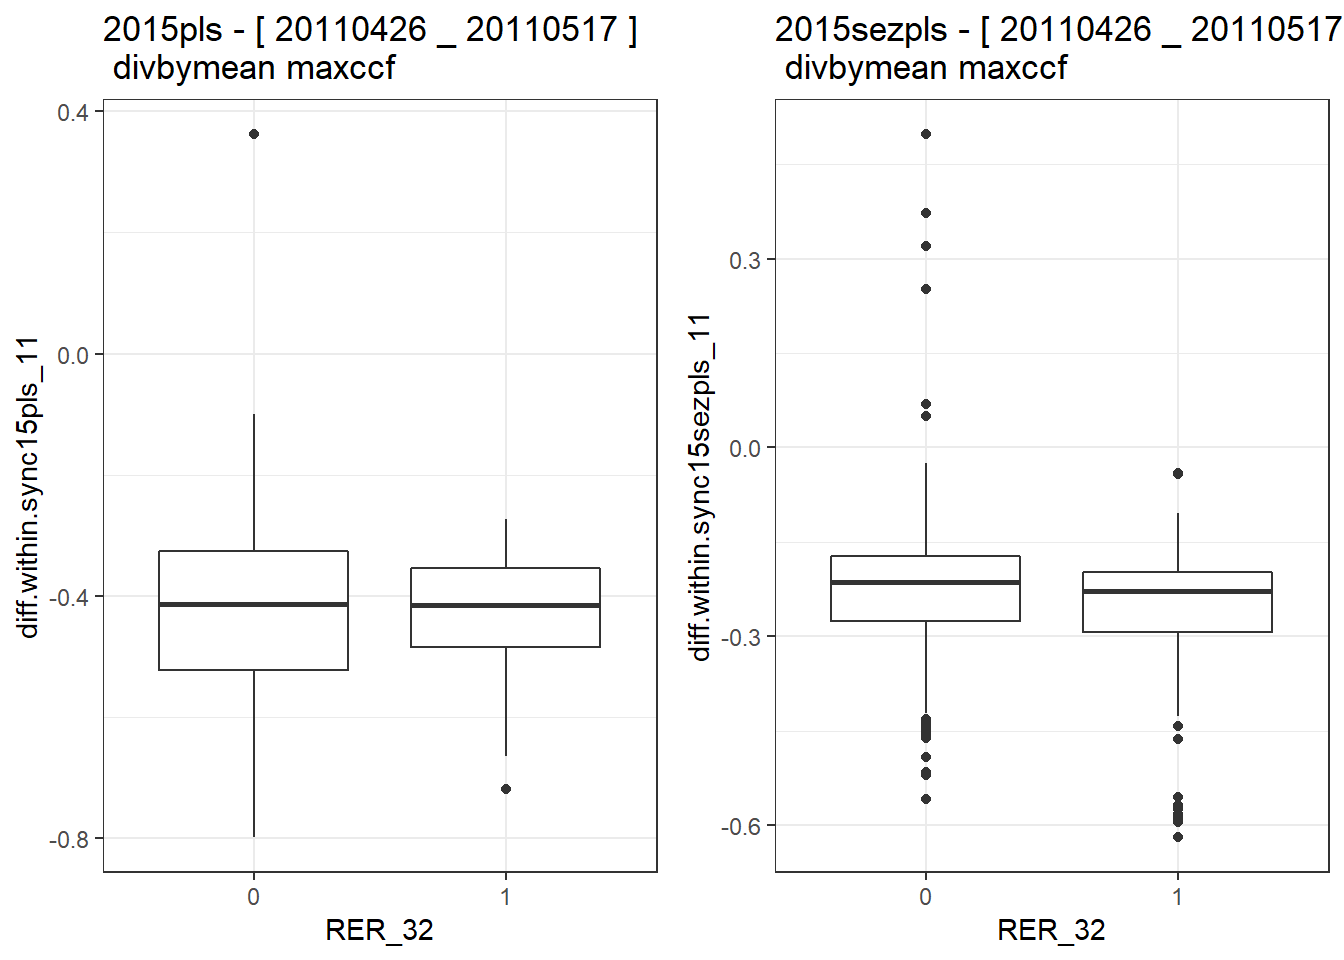 2015pls - [ 20110426 _ 20110517 ]
divbymean maxccf
0.4
0.0
-0.4
-0.8
diff.within.sync15pls_11
0
1
RER_32
2015sezpls - [ 20110426 _ 20110517
divbymean maxccf
0.3
0.0
-0.3
-0.6
diff.within.sync15sezpls_11
0
1
RER_32